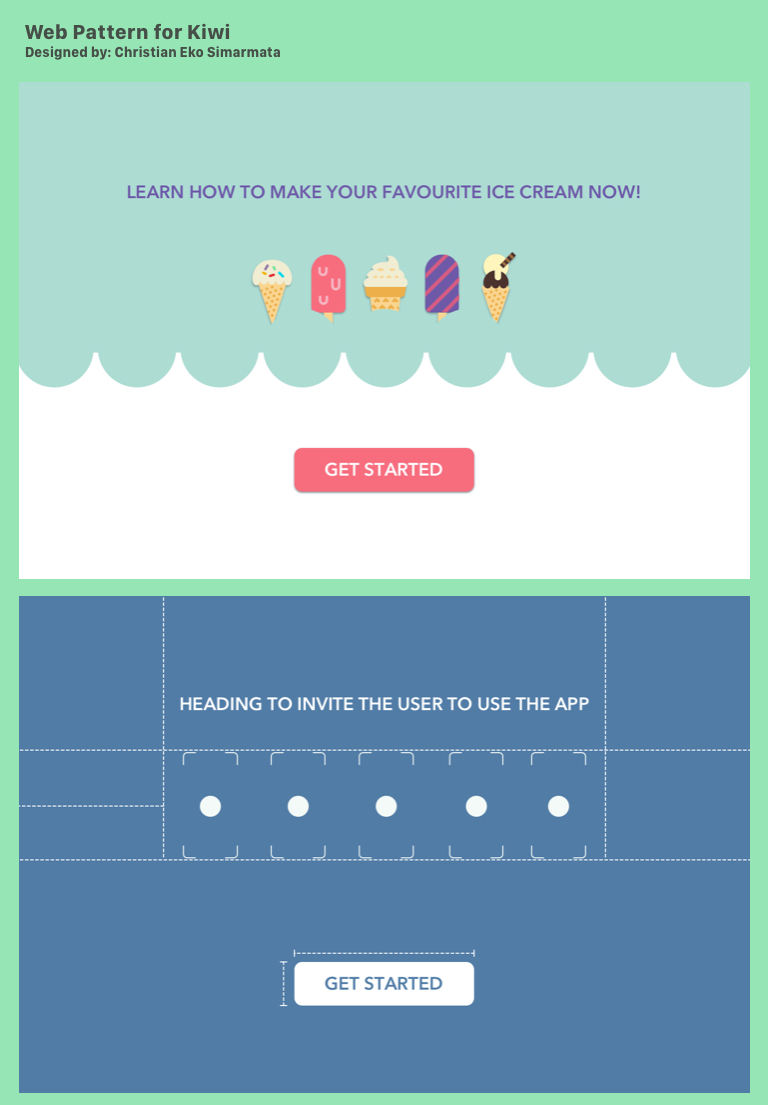 Web Pattern for Kiwi
Designed by: Christian Eko Simarmata
LEARN HOW TO MAKE YOUR FAVOURITE ICE CREAM NOW!
GET STARTED
HEADING TO INVITE THE USER TO USE THE APP
GET STARTED